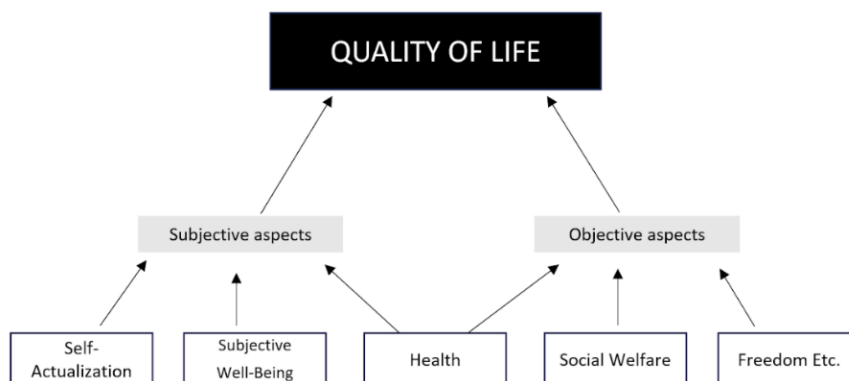 QUALITY OF LIFE
Subjective aspects
Objective aspects
Self-
Actualization
Subjective
Well-Being
Health
Social Welfare
Freedom Etc.